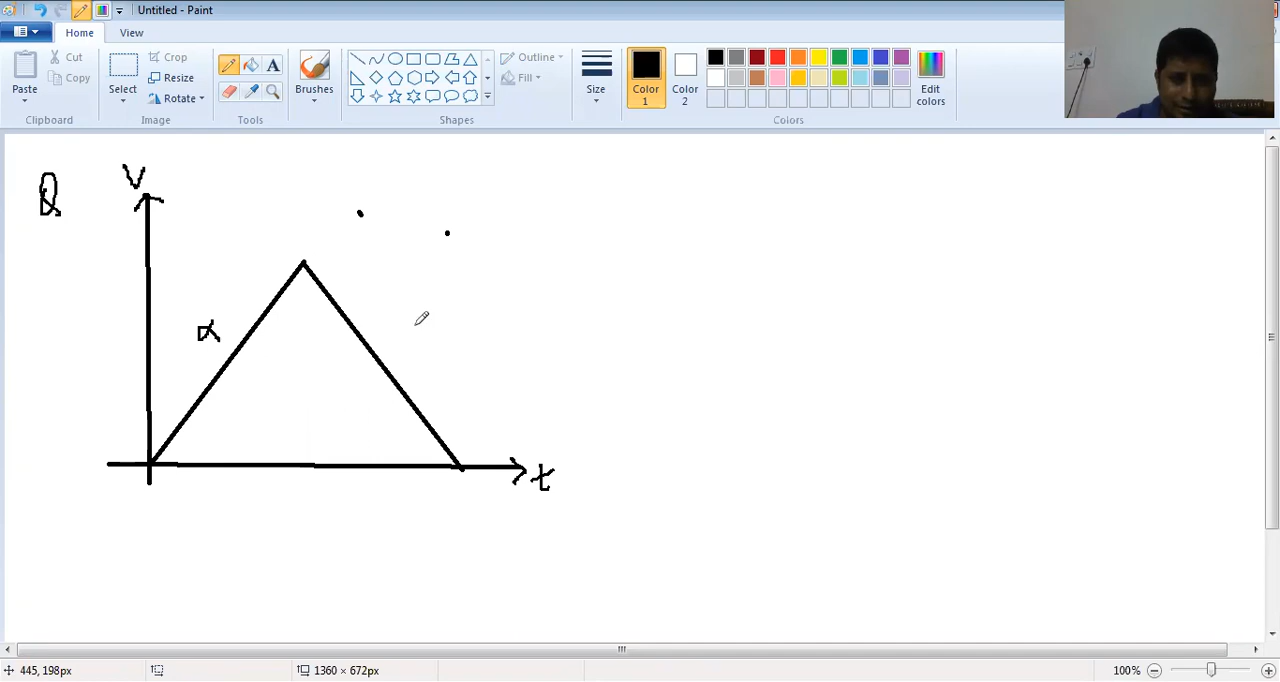 Untitled - Paint
Home View
Cut
Copy
Paste
Clipboard
Select
Crop
Resize
Rotate
Image
A
Tools
Brushes
Outline
Fill
Shapes
Size
Color 1
Color 2
Edit colors
Colors
Q
V
α
t
445, 198px
1360 × 672px
100%